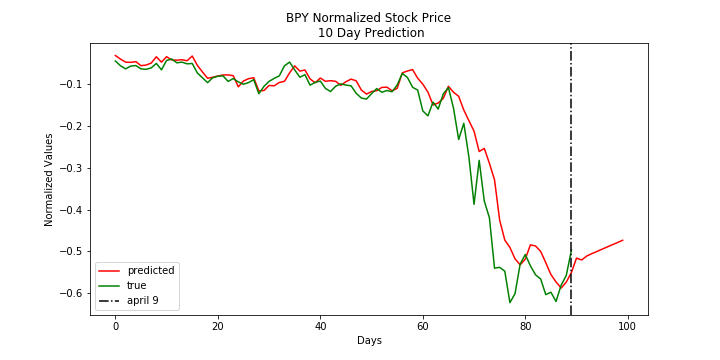 BPY Normalized Stock Price
10 Day Prediction
Normalized Values
−0.1
−0.2
−0.3
−0.4
−0.5
−0.6
predicted
true
april 9
0 20 40 60 80 100
Days